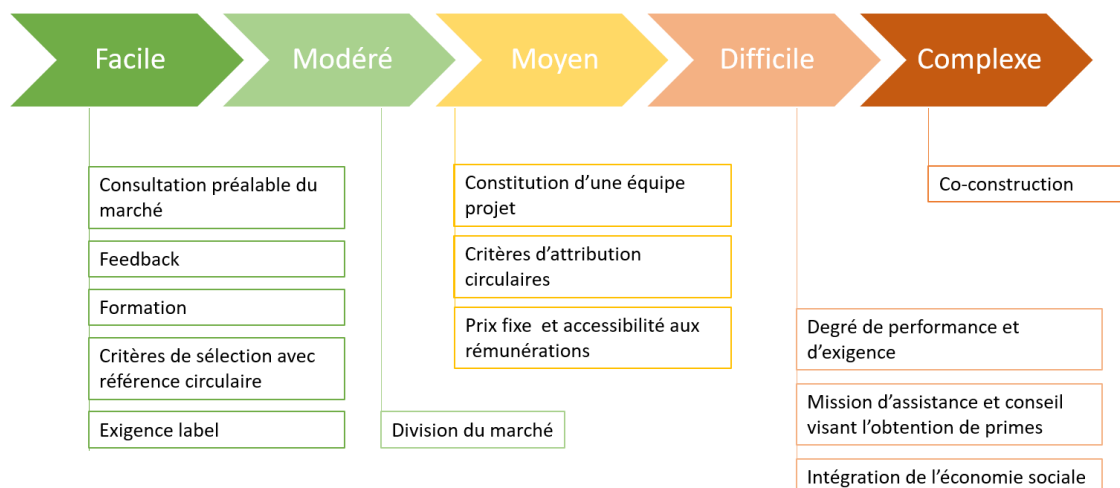 Facile
Modéré
Moyen
Difficile
Complexe
Consultation préalable du
marché
Feedback
Formation
Critères de sélection avec
référence circulaire
Exigence label
Division du marché
Constitution d’une équipe
projet
Critères d’attribution
circulaires
Prix fixe et accessibilité aux
rémunérations
Degré de performance et
d’exigence
Mission d’assistance et conseil
visant l’obtention de primes
Intégration de l’économie sociale
Co-construction